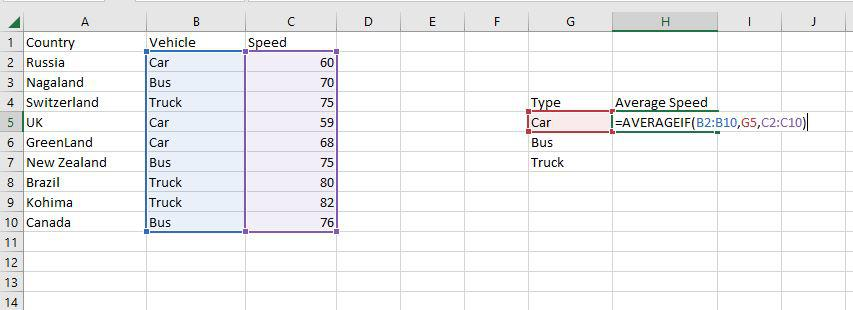 A B C D E F G H I J
1 Country Vehicle Speed
2 Russia Car 60
3 Nagaland Bus 70
4 Switzerland Truck 75 Type Average Speed
5 UK Car 59 Car =AVERAGEIF(B2:B10,G5,C2:C10)
6 GreenLand Car 68 Bus
7 New Zealand Bus 75 Truck
8 Brazil Truck 80
9 Kohima Truck 82
10 Canada Bus 76
11
12
13
14